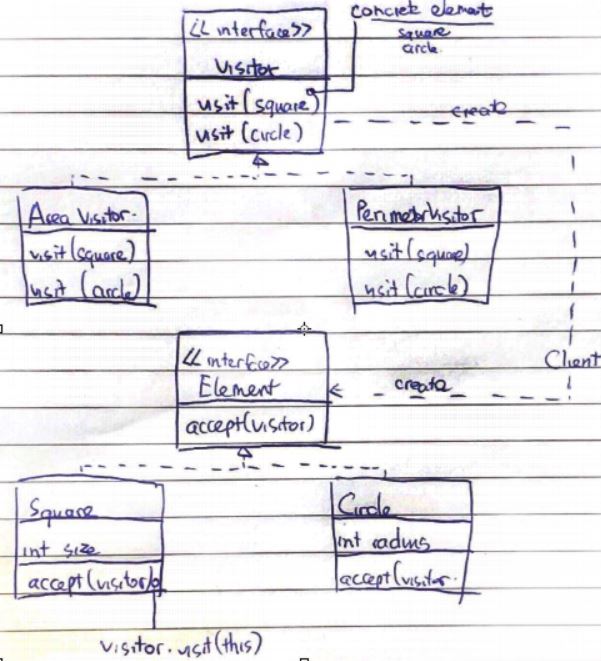 <<interface>>
Visitor
visit(square)
visit(circle)
concrete element
square
circle
create
Area Visitor
visit(square)
visit (circle)
PerimeterVisitor
visit(square)
visit(circle)
<<interface>>
Element
accept(visitor)
create
Client
Square
int size
accept(visitor)
Circle
int radius
accept(visitor
visitor.visit(this)